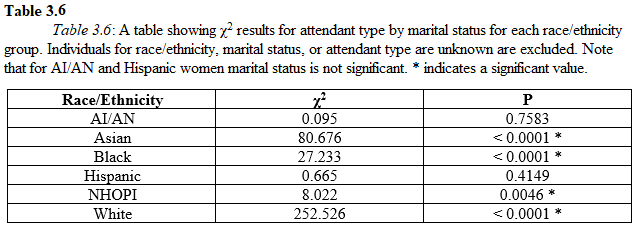 Table 3.6
Table 3.6: A table showing χ² results for attendant type by marital status for each race/ethnicity
group. Individuals for race/ethnicity, marital status, or attendant type are unknown are excluded. Note
that for AI/AN and Hispanic women marital status is not significant. * indicates a significant value.
Race/Ethnicity χ² P
AI/AN 0.095 0.7583
Asian 80.676 < 0.0001 *
Black 27.233 < 0.0001 *
Hispanic 0.665 0.4149
NHOPI 8.022 0.0046 *
White 252.526 < 0.0001 *